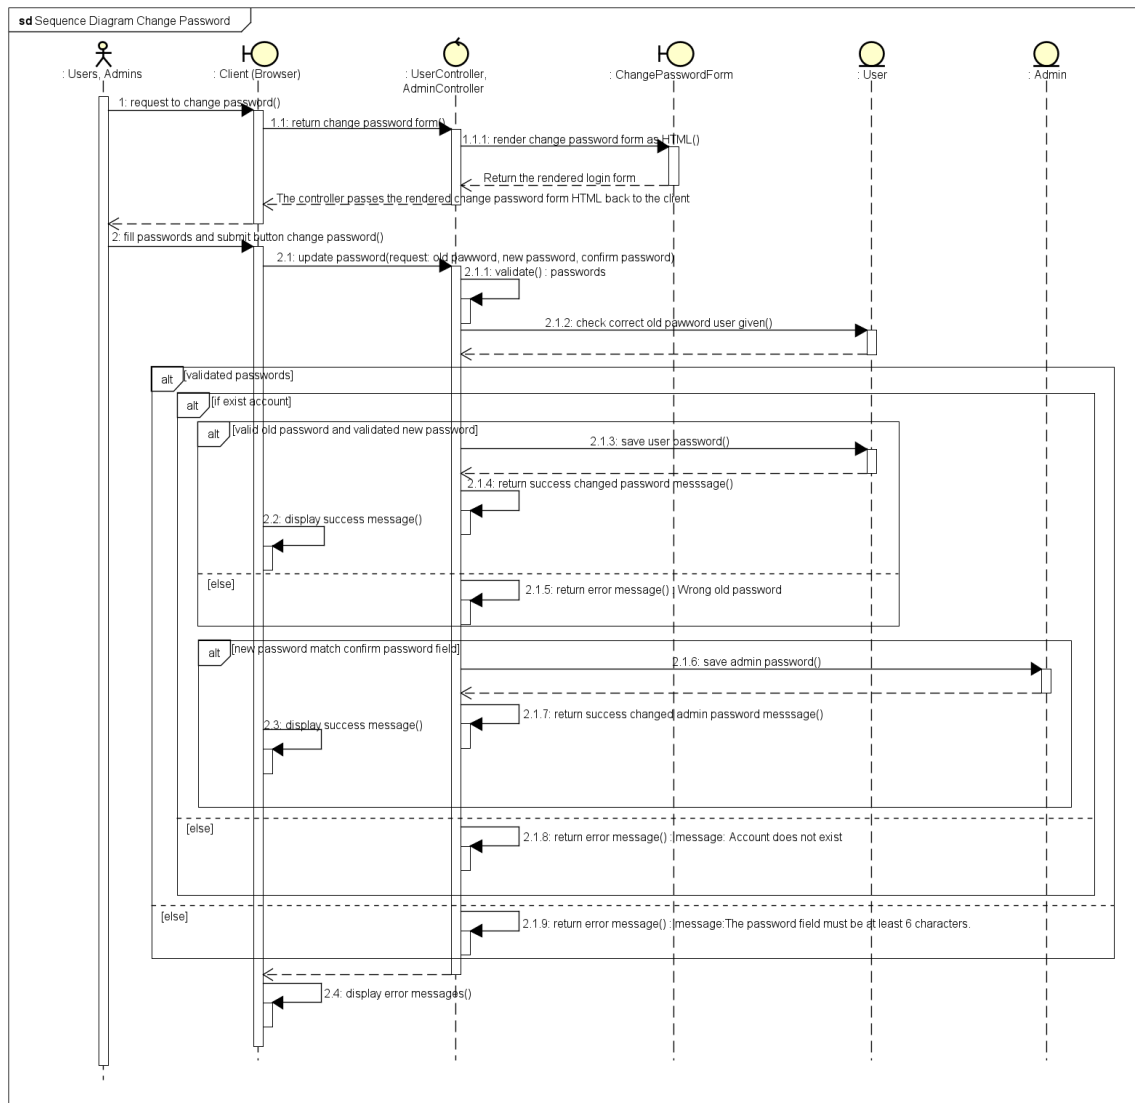 sd Sequence Diagram Change Password
: Users, Admins
: Client (Browser)
: UserController,
AdminController
: ChangePasswordForm
: User
: Admin
1: request to change password()
1.1: return change password form()
1.1.1: render change password form as HTML()
Return the rendered login form
The controller passes the rendered change password form HTML back to the client
2: fill passwords and submit button change password()
2.1: update password(request: old pawword, new password, confirm password)
2.1.1: validate() : passwords
2.1.2: check correct old pawword user given()
alt [validated passwords]
alt [if exist account]
alt [valid old password and validated new password]
2.1.3: save user password()
2.1.4: return success changed password messsage()
2.2: display success message()
[else]
2.1.5: return error message() : Wrong old password
alt [new password match confirm password field]
2.1.6: save admin password()
2.1.7: return success changed admin password messsage()
2.3: display success message()
[else]
2.1.8: return error message() : message: Account does not exist
[else]
2.1.9: return error message() : message:The password field must be at least 6 characters.
2.4: display error messages()